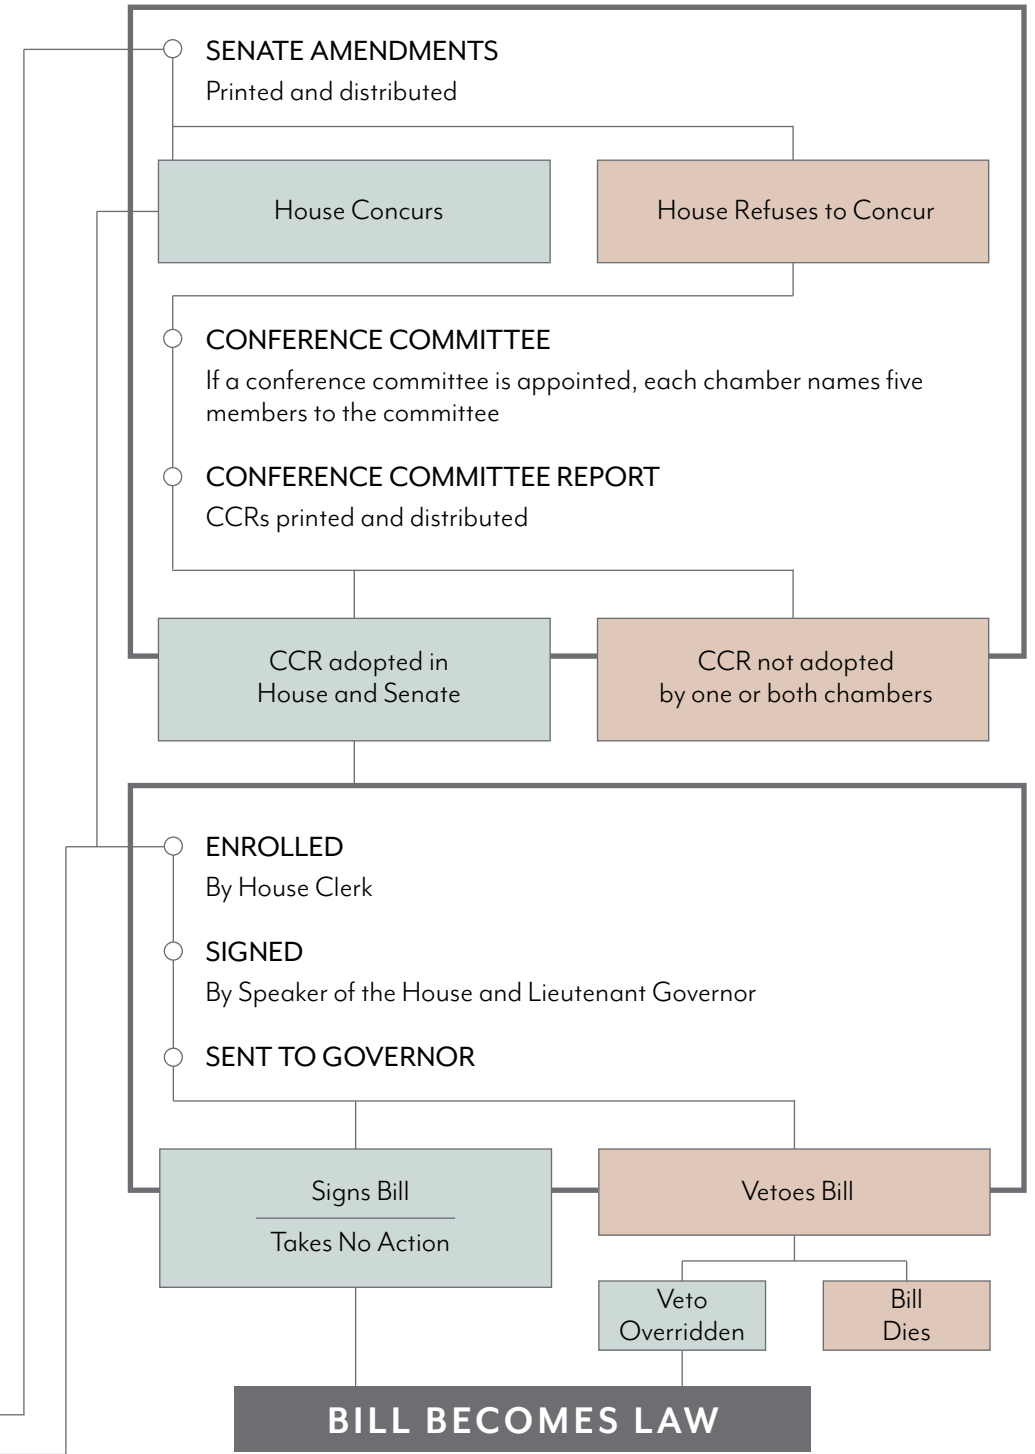 SENATE AMENDMENTS
Printed and distributed
House Concurs
House Refuses to Concur
CONFERENCE COMMITTEE
If a conference committee is appointed, each chamber names five
members to the committee
CONFERENCE COMMITTEE REPORT
CCRs printed and distributed
CCR adopted in
House and Senate
CCR not adopted
by one or both chambers
ENROLLED
By House Clerk
SIGNED
By Speaker of the House and Lieutenant Governor
SENT TO GOVERNOR
Signs Bill
Takes No Action
Vetoes Bill
Veto
Overridden
Bill
Dies
BILL BECOMES LAW